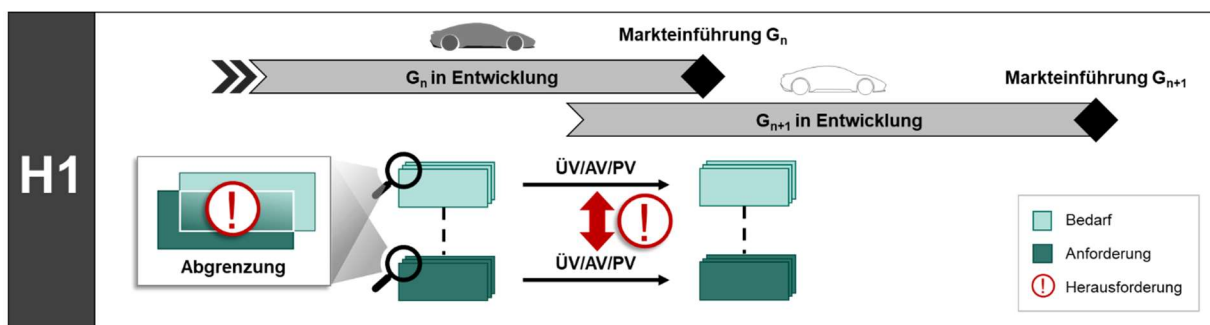 H1
Markteinführung Gn
Gn in Entwicklung
Markteinführung Gn+1
Gn+1 in Entwicklung
ÜV/AV/PV
!
!
Abgrenzung
ÜV/AV/PV
Bedarf
Anforderung
! Herausforderung